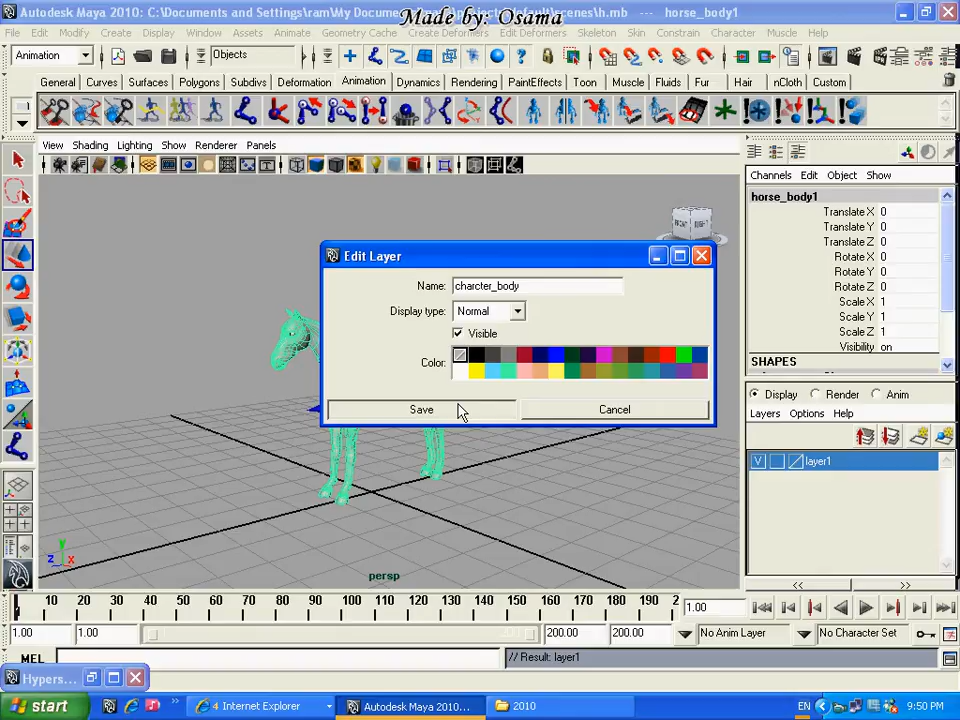 Autodesk Maya 2010: C:\Documents and Settings\ram\My Docume
Made by: Osama
scenes\h.mb --- horse_body1
File Edit Modify Create Display Window Assets Animate Geometry Cache Create Deformers Edit Deformers Skeleton Skin Constrain Character Muscle Help
Animation
Objects
General Curves Surfaces Polygons Subdivs Deformation Animation Dynamics Rendering PaintEffects Toon Muscle Fluids Fur Hair nCloth Custom
View Shading Lighting Show Renderer Panels
Channels Edit Object Show
horse_body1
Translate X 0
Translate Y 0
Translate Z 0
Rotate X 0
Rotate Y 0
Rotate Z 0
Scale X 1
Scale Y 1
Scale Z 1
Visibility on
SHAPES
FRONT RIGHT
Edit Layer
Name: charcter_body
Display type: Normal
Visible
Color:
Save Cancel
Display Render Anim
Layers Options Help
V layer1
y
z x
persp
<< >>
10 20 30 40 50 60 70 80 90 100 110 120 130 140 150 160 170 180 190 2
1.00
1.00 1.00 200.00 200.00 No Anim Layer No Character Set
MEL // Result: layer1
Hypers...
start 4 Internet Explorer Autodesk Maya 2010... 2010 EN 9:50 PM